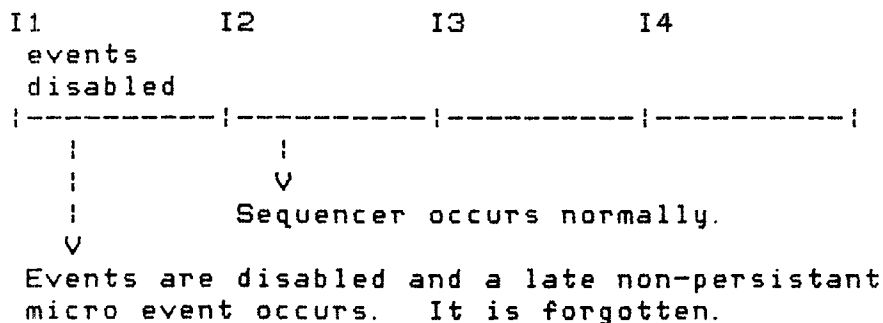 I1 I2 I3 I4
events
disabled
|----------|----------|----------|----------|
Sequencer occurs normally.
Events are disabled and a late non-persistant
micro event occurs. It is forgotten.